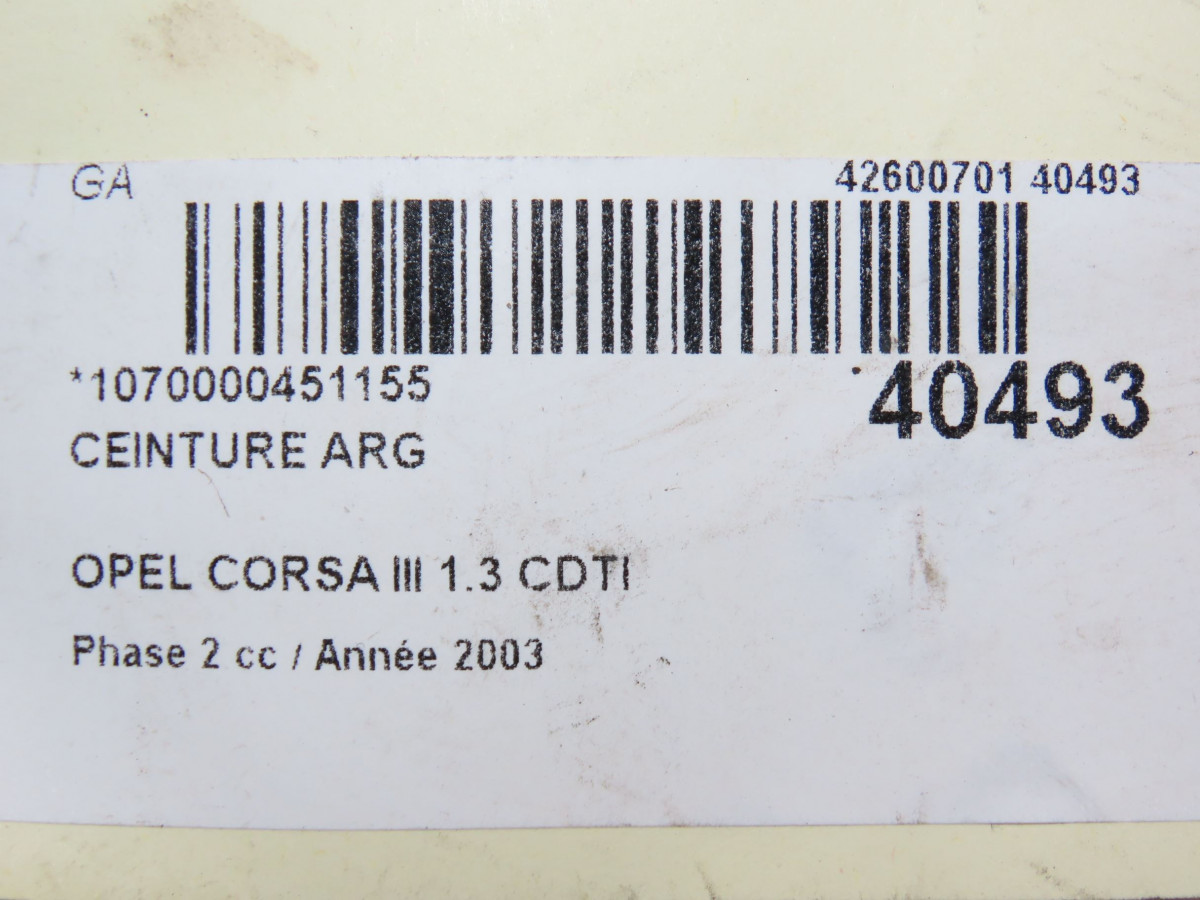 GA 42600701 40493
*1070000451155 40493
CEINTURE ARG
OPEL CORSA III 1.3 CDTI
Phase 2 cc / Année 2003